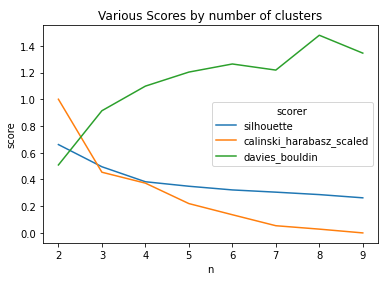 Various Scores by number of clusters
score
1.4
1.2
1.0
0.8
0.6
0.4
0.2
0.0
scorer
silhouette
calinski_harabasz_scaled
davies_bouldin
2 3 4 5 6 7 8 9
n